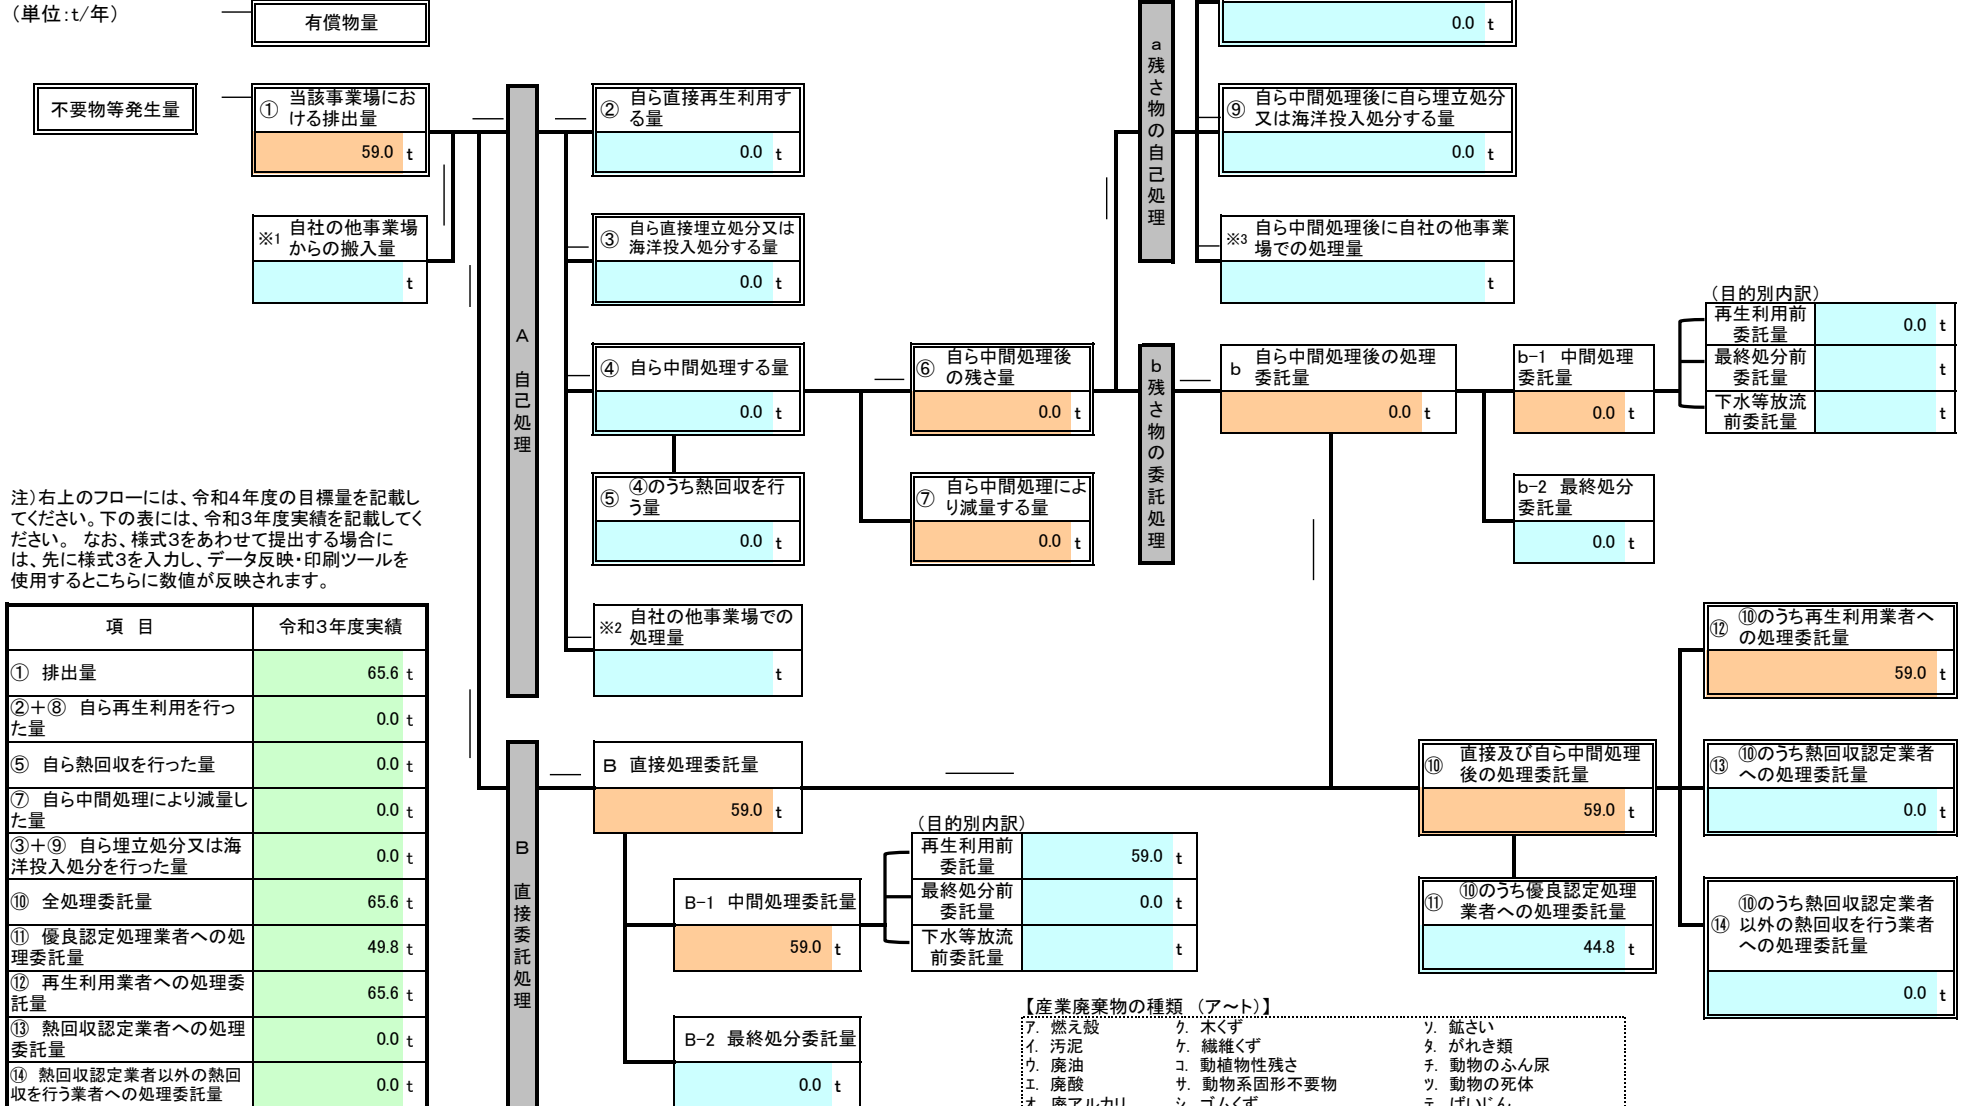 （単位：t/年）
有償物量
0.0 t
不要物等発生量
① 当該事業場にお
ける排出量
59.0 t
※1 自社の他事業場
からの搬入量
t
A 自己処理
② 自ら直接再生利用す
る量
0.0 t
③ 自ら直接埋立処分又は
海洋投入処分する量
0.0 t
④ 自ら中間処理する量
0.0 t
⑤ ④のうち熱回収を行
う量
0.0 t
※2 自社の他事業場での
処理量
t
⑥ 自ら中間処理後
の残さ量
0.0 t
⑦ 自ら中間処理によ
り減量する量
0.0 t
a 残さ物の自己処理
⑨ 自ら中間処理後に自ら埋立処分
又は海洋投入処分する量
0.0 t
※3 自ら中間処理後に自社の他事業
場での処理量
t
b 残さ物の委託処理
b 自ら中間処理後の処理
委託量
0.0 t
b-1 中間処理
委託量
0.0 t
（目的別内訳）
再生利用前
委託量
0.0 t
最終処分前
委託量
t
下水等放流
前委託量
t
b-2 最終処分
委託量
0.0 t
注）右上のフローには、令和４年度の目標量を記載し
てください。下の表には、令和３年度実績を記載してく
ださい。 なお、様式３をあわせて提出する場合に
は、先に様式３を入力し、データ反映・印刷ツールを
使用するとこちらに数値が反映されます。
項 目 令和３年度実績
① 排出量 65.6 t
②＋⑧ 自ら再生利用を行っ
た量
0.0 t
⑤ 自ら熱回収を行った量 0.0 t
⑦ 自ら中間処理により減量し
た量
0.0 t
③＋⑨ 自ら埋立処分又は海
洋投入処分を行った量
0.0 t
⑩ 全処理委託量 65.6 t
⑪ 優良認定処理業者への処
理委託量
49.8 t
⑫ 再生利用業者への処理委
託量
65.6 t
⑬ 熱回収認定業者への処理
委託量
0.0 t
⑭ 熱回収認定業者以外の熱回
収を行う業者への処理委託量
0.0 t
B 直接委託処理
B 直接処理委託量
59.0 t
B-1 中間処理委託量
59.0 t
（目的別内訳）
再生利用前
委託量
59.0 t
最終処分前
委託量
0.0 t
下水等放流
前委託量
t
B-2 最終処分委託量
0.0 t
⑩ 直接及び自ら中間処理
後の処理委託量
59.0 t
⑪ ⑩のうち優良認定処理
業者への処理委託量
44.8 t
⑫ ⑩のうち再生利用業者へ
の処理委託量
59.0 t
⑬ ⑩のうち熱回収認定業者
への処理委託量
0.0 t
⑭ ⑩のうち熱回収認定業者
以外の熱回収を行う業者
への処理委託量
0.0 t
【産業廃棄物の種類 （ア～ト）】
ア. 燃え殻 ク. 木くず ソ. 鉱さい
イ. 汚泥 ケ. 繊維くず タ. がれき類
ウ. 廃油 コ. 動植物性残さ チ. 動物のふん尿
エ. 廃酸 サ. 動物系固形不要物 ツ. 動物の死体
オ. 廃アルカリ シ. ゴムくず テ. ばいじん